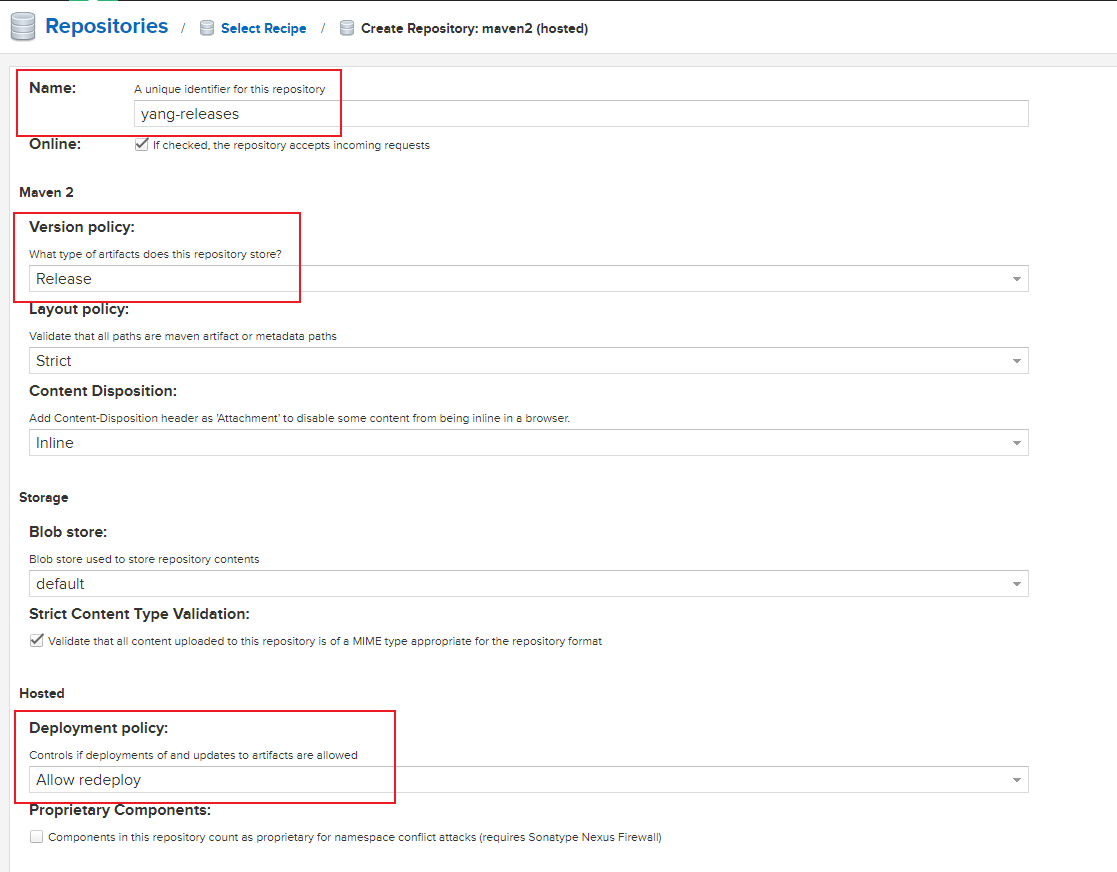 Repositories / Select Recipe / Create Repository: maven2 (hosted)
Name: A unique identifier for this repository
yang-releases
Online: If checked, the repository accepts incoming requests
Maven 2
Version policy:
What type of artifacts does this repository store?
Release
Layout policy:
Validate that all paths are maven artifact or metadata paths
Strict
Content Disposition:
Add Content-Disposition header as 'Attachment' to disable some content from being inline in a browser.
Inline
Storage
Blob store:
Blob store used to store repository contents
default
Strict Content Type Validation:
Validate that all content uploaded to this repository is of a MIME type appropriate for the repository format
Hosted
Deployment policy:
Controls if deployments of and updates to artifacts are allowed
Allow redeploy
Proprietary Components:
Components in this repository count as proprietary for namespace conflict attacks (requires Sonatype Nexus Firewall)